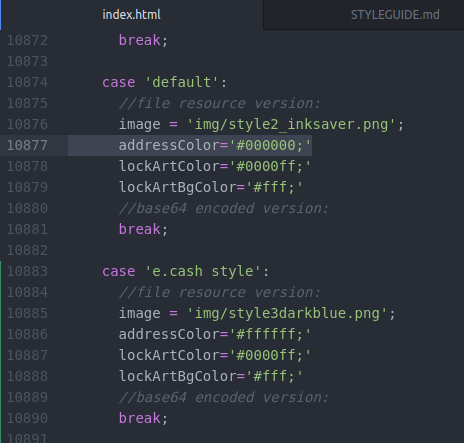 index.html
STYLEGUIDE.md
10872 break;
10873
10874 case 'default':
10875 //file resource version:
10876 image = 'img/style2_inksaver.png';
10877 addressColor='#000000;'
10878 lockArtColor='#0000ff;'
10879 lockArtBgColor='#fff;'
10880 //base64 encoded version:
10881 break;
10882
10883 case 'e.cash style':
10884 //file resource version:
10885 image = 'img/style3darkblue.png';
10886 addressColor='#ffffff;'
10887 lockArtColor='#0000ff;'
10888 lockArtBgColor='#fff;'
10889 //base64 encoded version:
10890 break;
10891